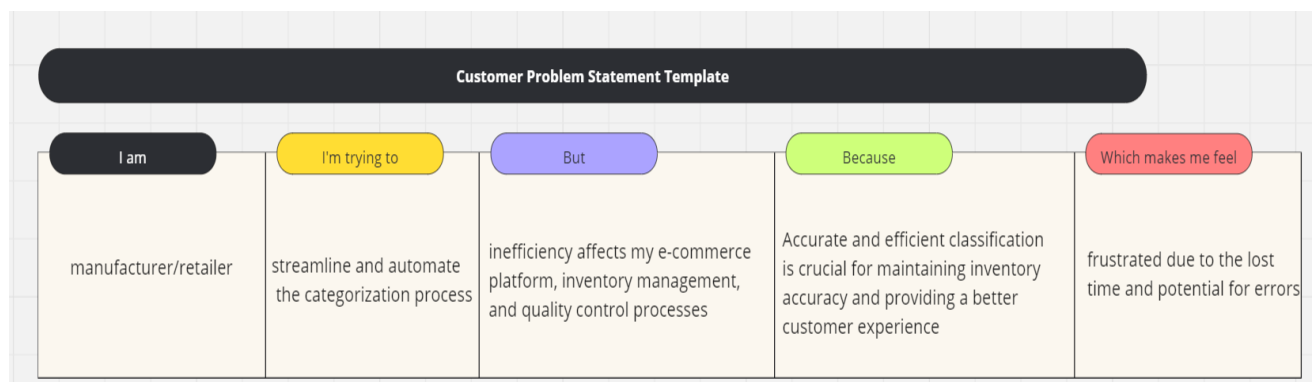 Customer Problem Statement Template
I am
manufacturer/retailer
I'm trying to
streamline and automate
the categorization process
But
inefficiency affects my e-commerce
platform, inventory management,
and quality control processes
Because
Accurate and efficient classification
is crucial for maintaining inventory
accuracy and providing a better
customer experience
Which makes me feel
frustrated due to the lost
time and potential for errors